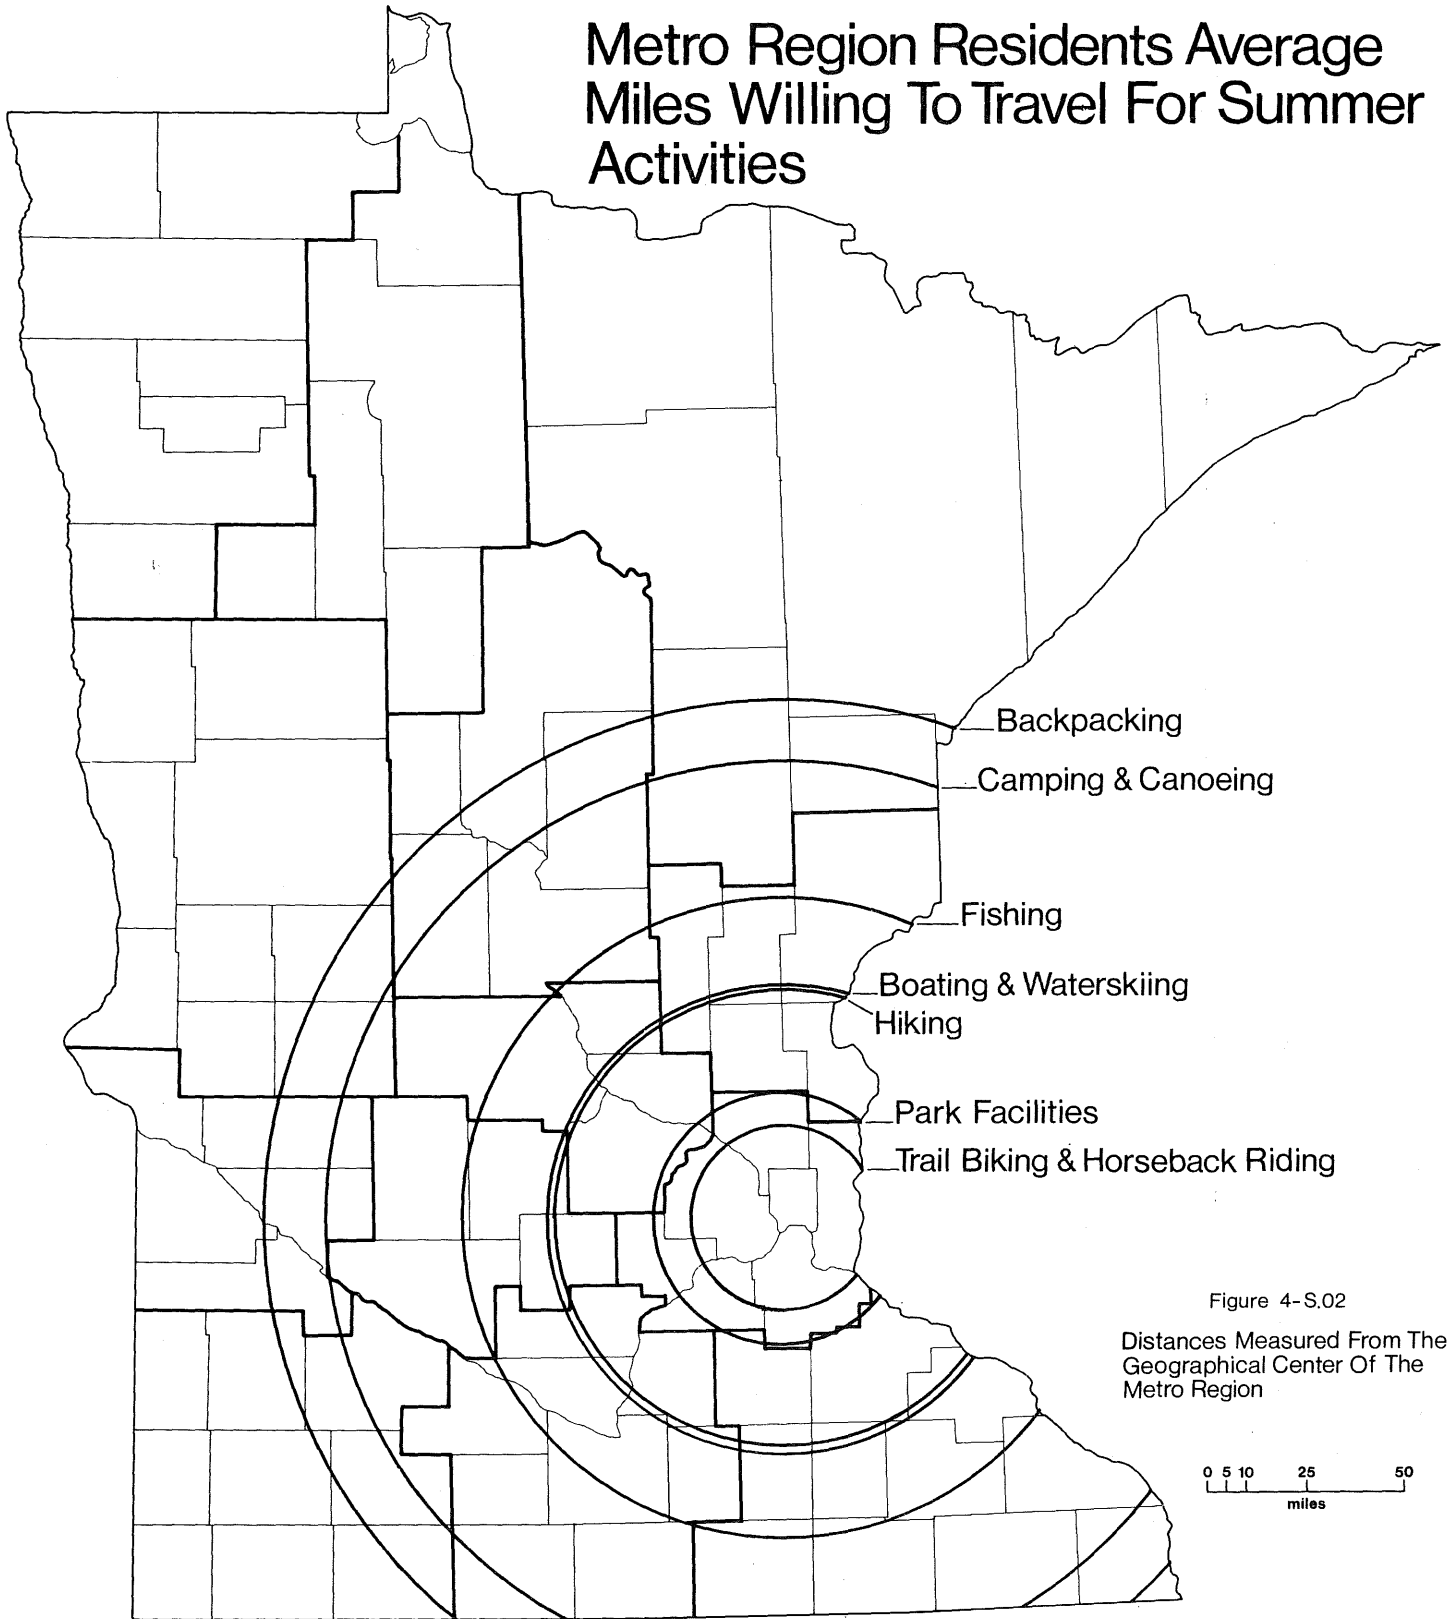 Metro Region Residents Average
Miles Willing To Travel For Summer
Activities
Backpacking
Camping & Canoeing
Fishing
Boating & Waterskiing
Hiking
Park Facilities
Trail Biking & Horseback Riding
Figure 4-S.02
Distances Measured From The
Geographical Center Of The
Metro Region
0 5 10 25 50
miles